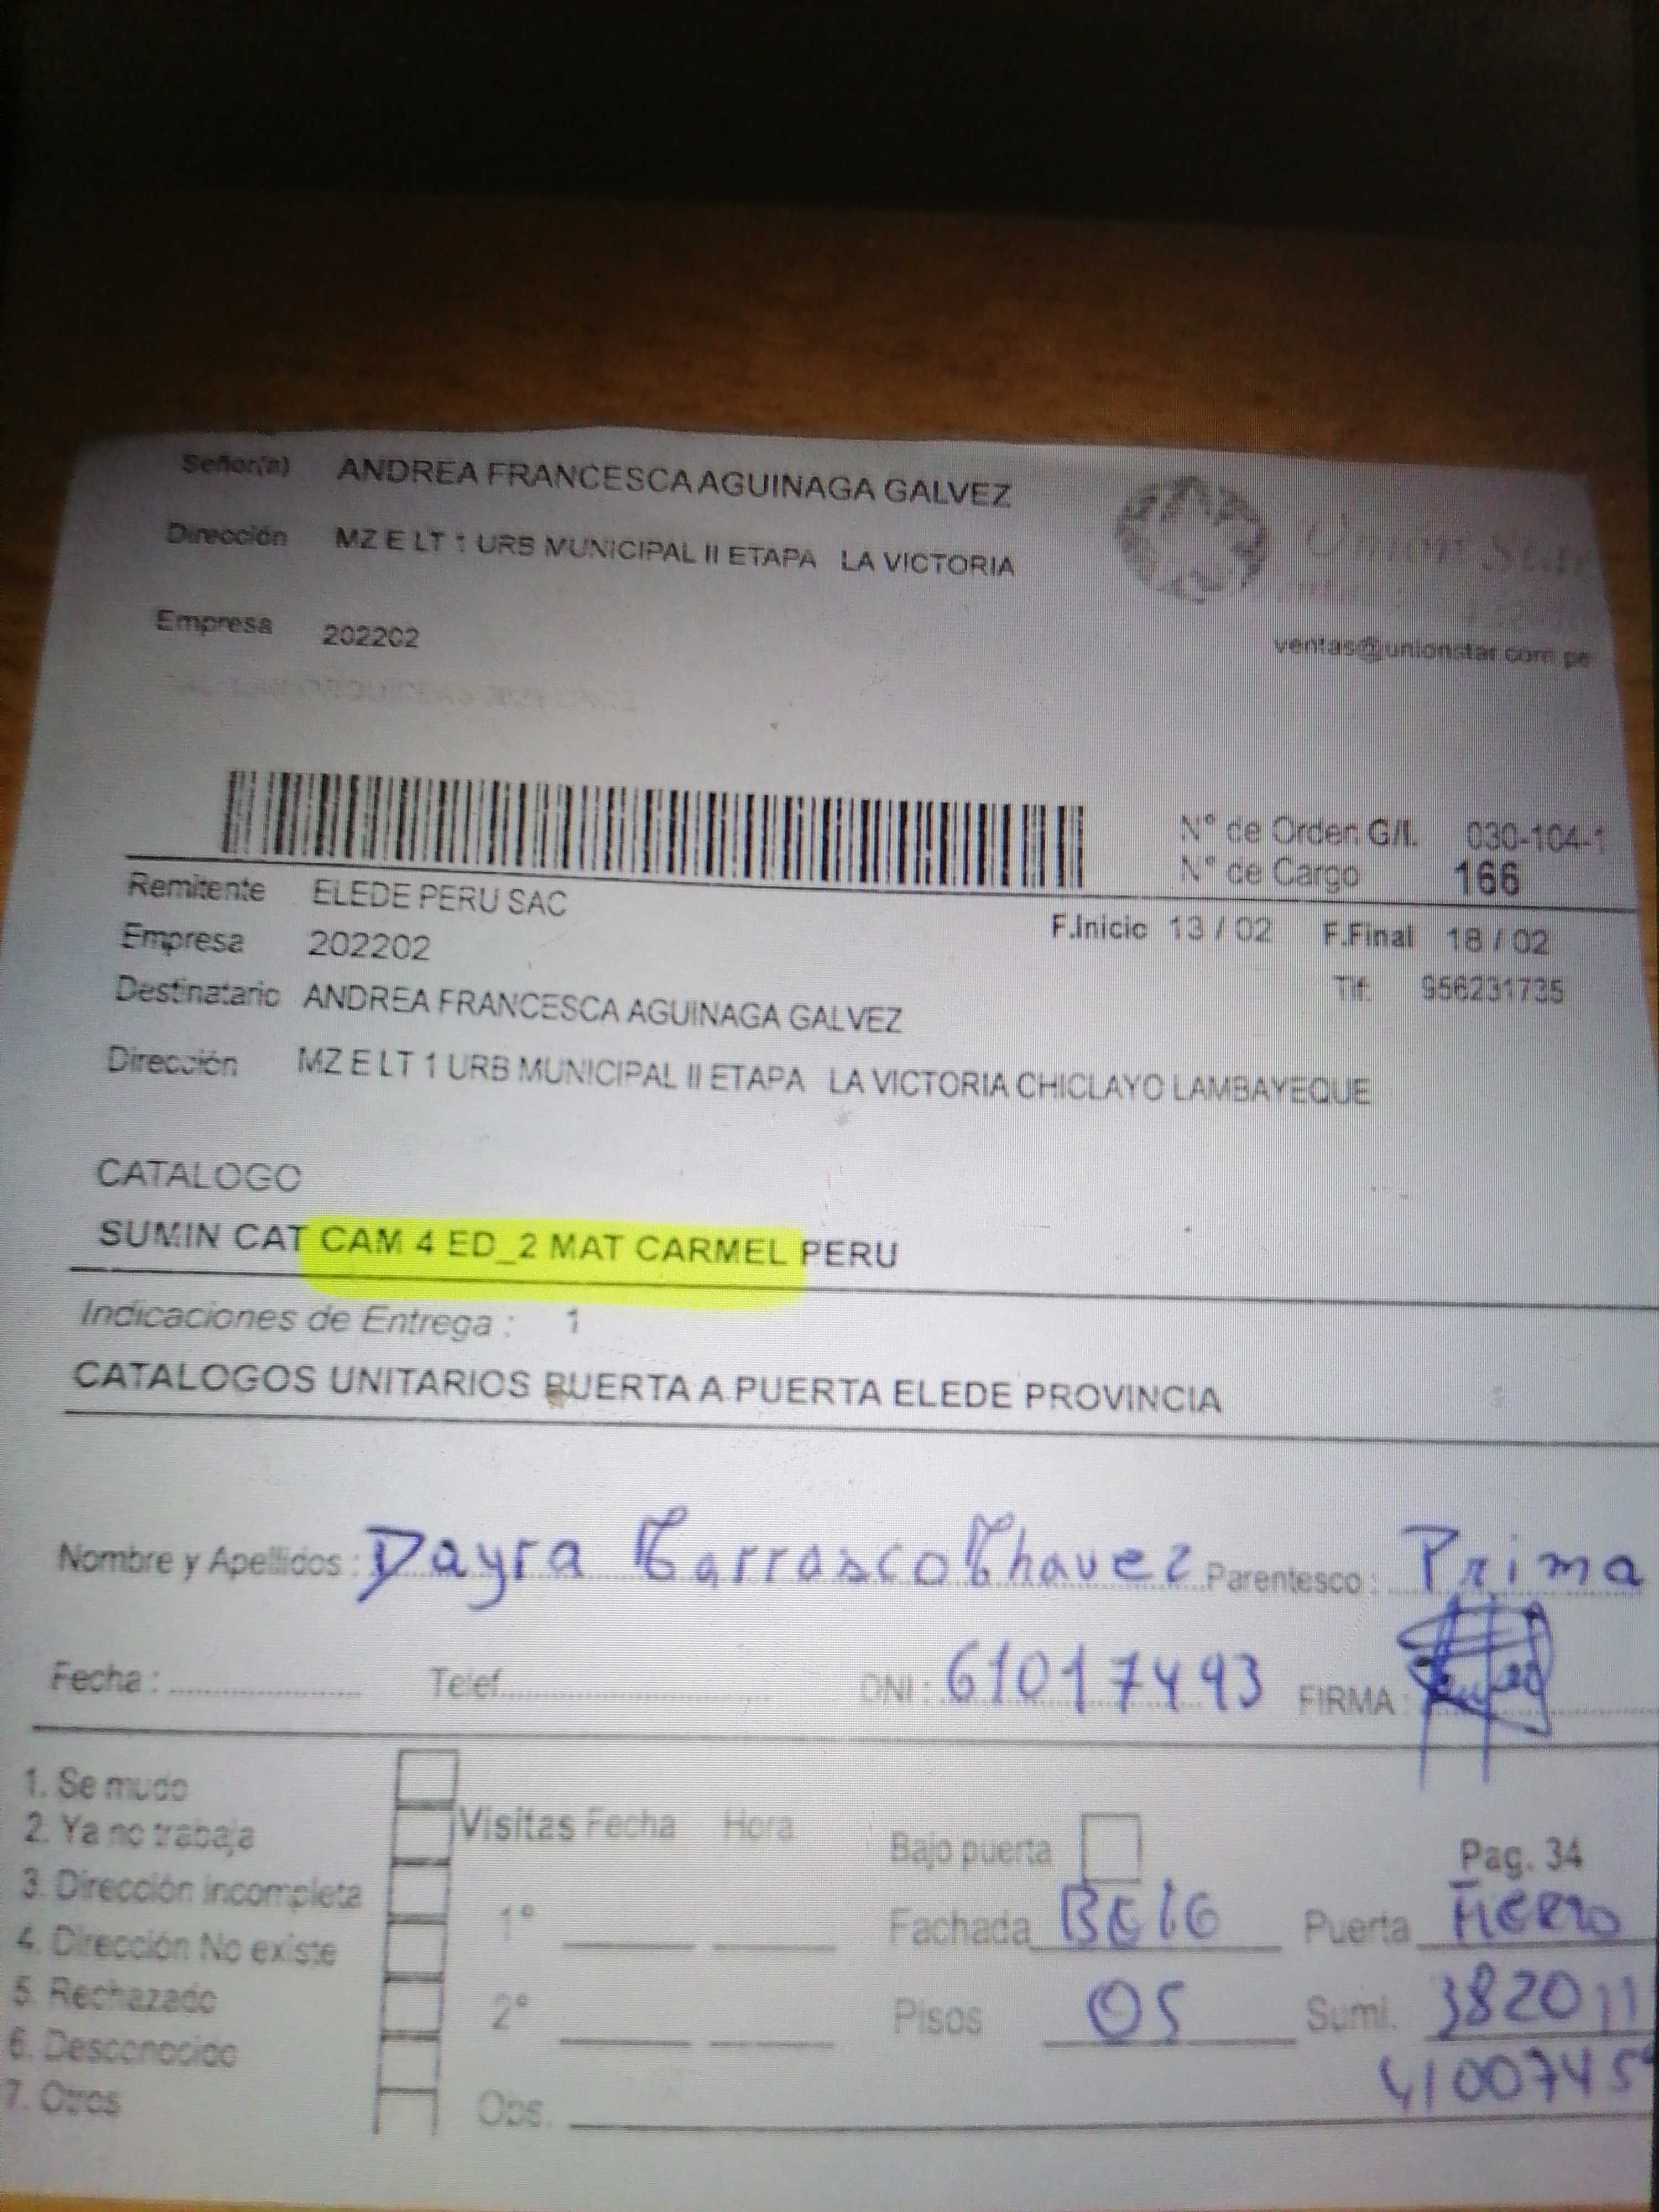 Señor(a) ANDREA FRANCESCA AGUINAGA GALVEZ
Dirección MZ E LT 1 URB MUNICIPAL II ETAPA LA VICTORIA
Union Star
Empresa 202202
ventas@unionstar.com.pe
N° de Orden G/I. 030-104-1
N° de Cargo 166
Remitente ELEDE PERU SAC
F.Inicio 13 / 02 F.Final 18 / 02
Empresa 202202
Tlf: 956231735
Destinatario ANDREA FRANCESCA AGUINAGA GALVEZ
Dirección MZ E LT 1 URB MUNICIPAL II ETAPA LA VICTORIA CHICLAYO LAMBAYEQUE
CATALOGO
SUMIN CAT CAM 4 ED_2 MAT CARMEL PERU
Indicaciones de Entrega : 1
CATALOGOS UNITARIOS PUERTA A PUERTA ELEDE PROVINCIA
Nombre y Apellidos : Dayra Carrasco Chavez Parentesco : Prima
Fecha : Telef. DNI : 61017493 FIRMA :
1. Se mudo
2. Ya no trabaja
3. Dirección incompleta
4. Dirección No existe
5. Rechazado
6. Desconocido
7. Otros
Visitas Fecha Hora
1°
2°
Obs.
Bajo puerta Pag. 34
Fachada BEIG Puerta FIERRO
Pisos 05 Sumi. 382011
4100745